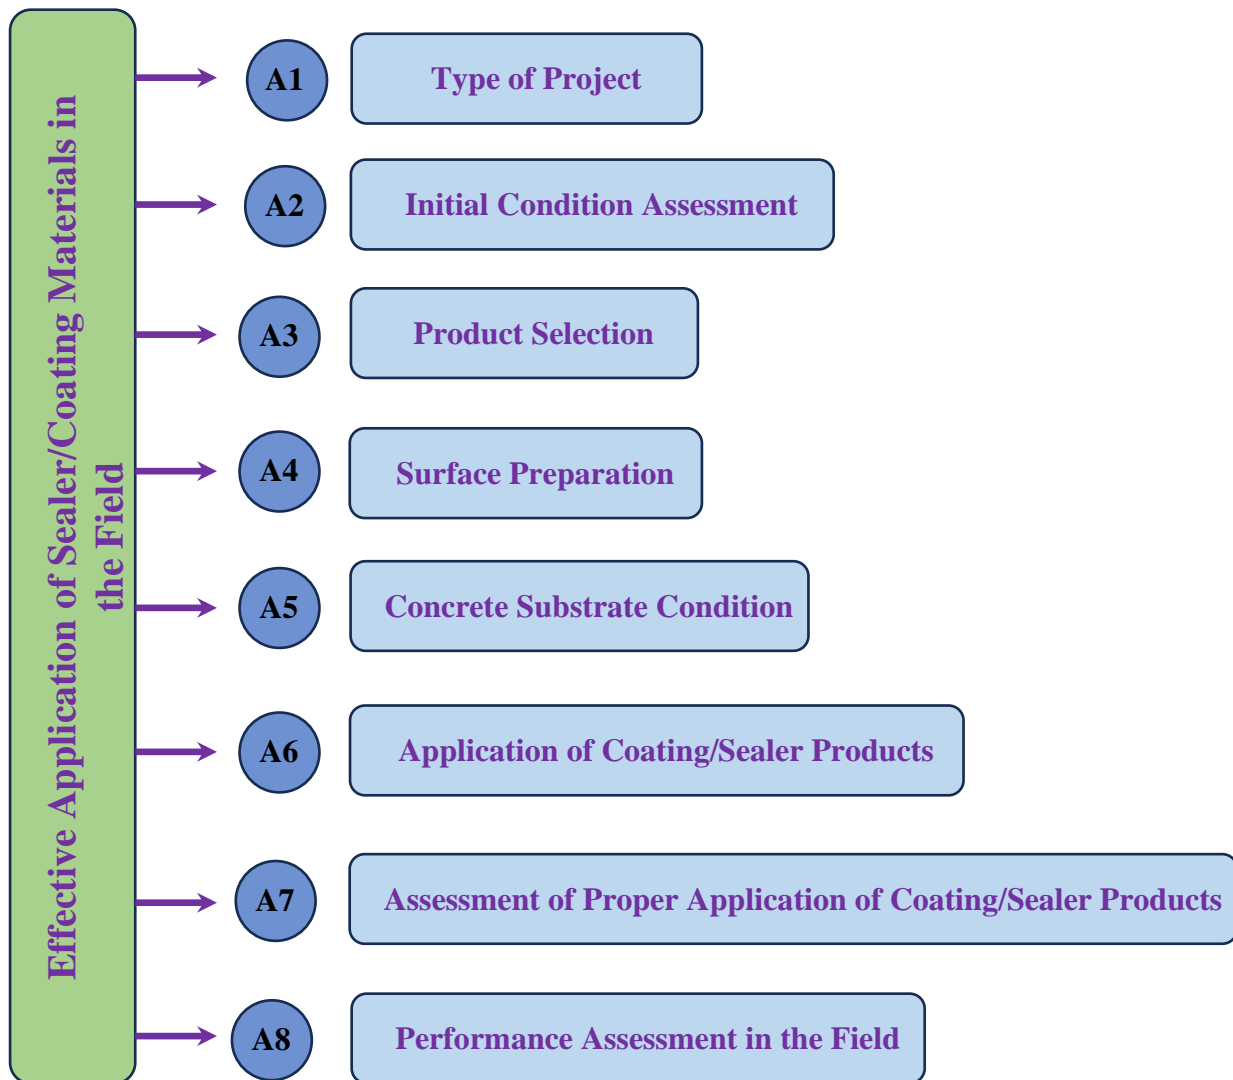 Effective Application of Sealer/Coating Materials in
the Field
A1
Type of Project
A2
Initial Condition Assessment
A3
Product Selection
A4
Surface Preparation
A5
Concrete Substrate Condition
A6
Application of Coating/Sealer Products
A7
Assessment of Proper Application of Coating/Sealer Products
A8
Performance Assessment in the Field